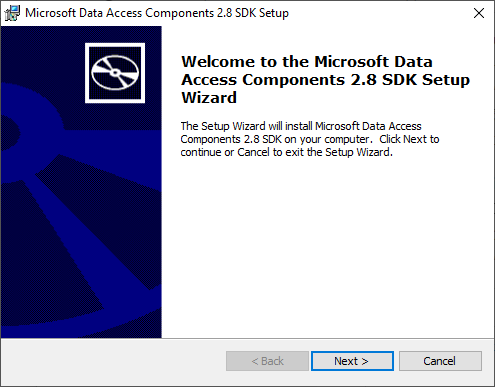 Microsoft Data Access Components 2.8 SDK Setup
Welcome to the Microsoft Data
Access Components 2.8 SDK Setup
Wizard
The Setup Wizard will install Microsoft Data Access
Components 2.8 SDK on your computer.  Click Next to
continue or Cancel to exit the Setup Wizard.
< Back
Next >
Cancel